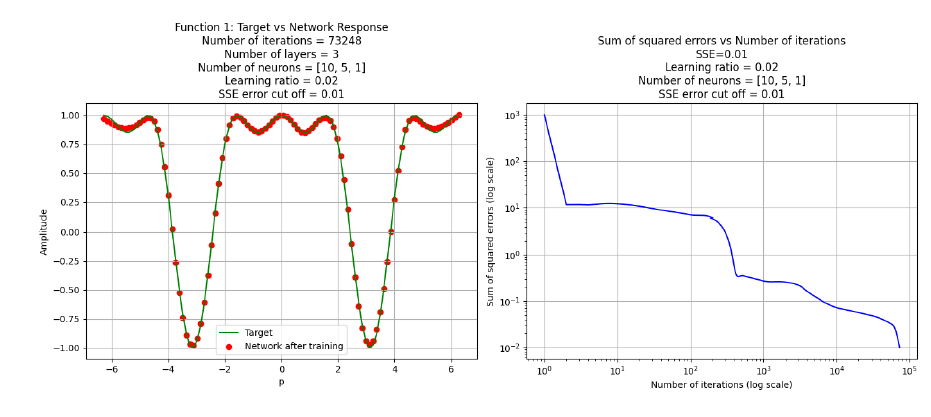 Function 1: Target vs Network Response
Number of iterations = 73248
Number of layers = 3
Number of neurons = [10, 5, 1]
Learning ratio = 0.02
SSE error cut off = 0.01
1.00
0.75
0.50
0.25
0.00
−0.25
−0.50
−0.75
−1.00
Amplitude
Target
Network after training
−6
−4
−2
0
2
4
6
p
Sum of squared errors vs Number of iterations
SSE=0.01
Learning ratio = 0.02
Number of neurons = [10, 5, 1]
SSE error cut off = 0.01
10³
10²
10¹
10⁰
10⁻¹
10⁻²
Sum of squared errors (log scale)
10⁰
10¹
10²
10³
10⁴
10⁵
Number of iterations (log scale)